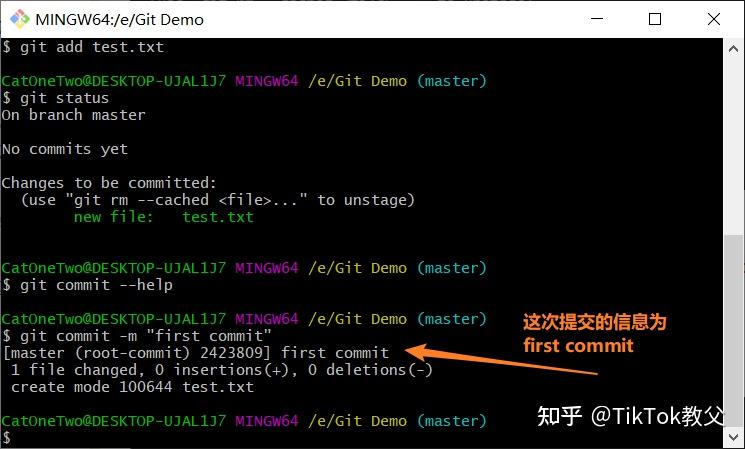 MINGW64:/e/Git Demo
$ git add test.txt
CatOneTwo@DESKTOP-UJAL1J7 MINGW64 /e/Git Demo (master)
$ git status
On branch master
No commits yet
Changes to be committed:
(use "git rm --cached <file>..." to unstage)
new file:   test.txt
CatOneTwo@DESKTOP-UJAL1J7 MINGW64 /e/Git Demo (master)
$ git commit --help
CatOneTwo@DESKTOP-UJAL1J7 MINGW64 /e/Git Demo (master)
$ git commit -m "first commit"
[master (root-commit) 2423809] first commit
1 file changed, 0 insertions(+), 0 deletions(-)
create mode 100644 test.txt
CatOneTwo@DESKTOP-UJAL1J7 MINGW64 /e/Git Demo (master)
$
这次提交的信息为
first commit
知乎 @TikTok教父